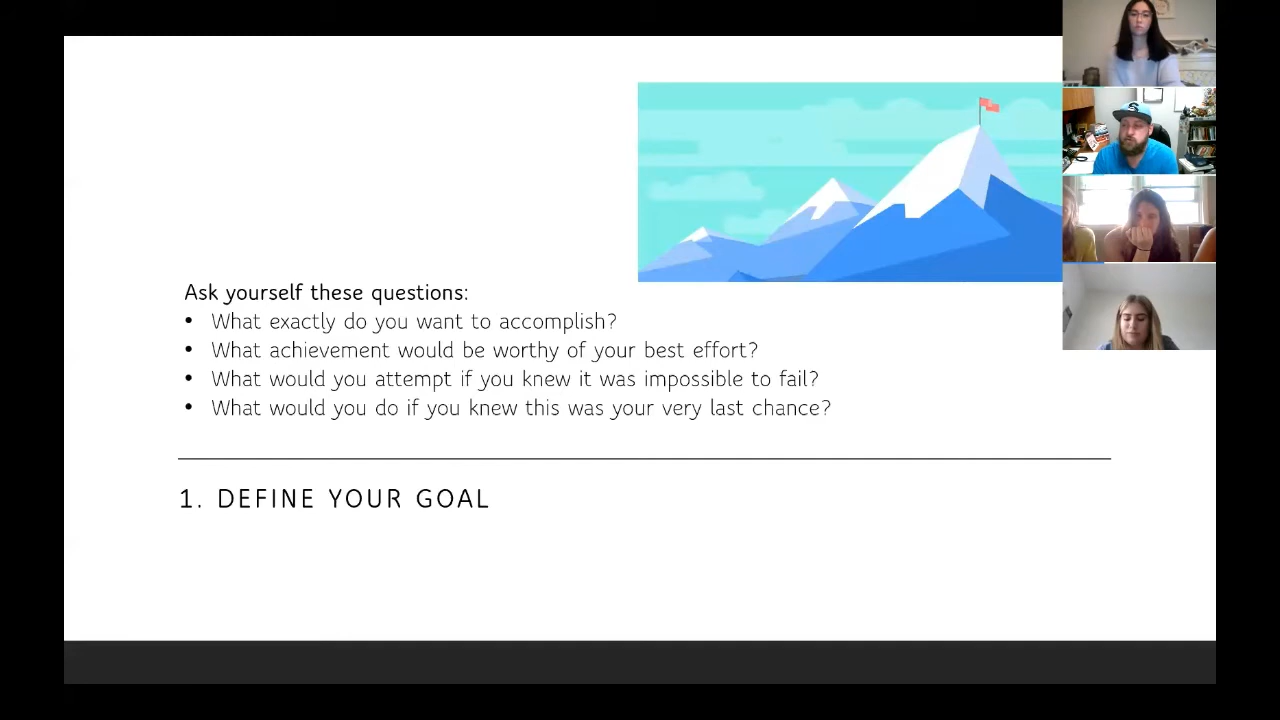 Ask yourself these questions:
• What exactly do you want to accomplish?
• What achievement would be worthy of your best effort?
• What would you attempt if you knew it was impossible to fail?
• What would you do if you knew this was your very last chance?
1. DEFINE YOUR GOAL